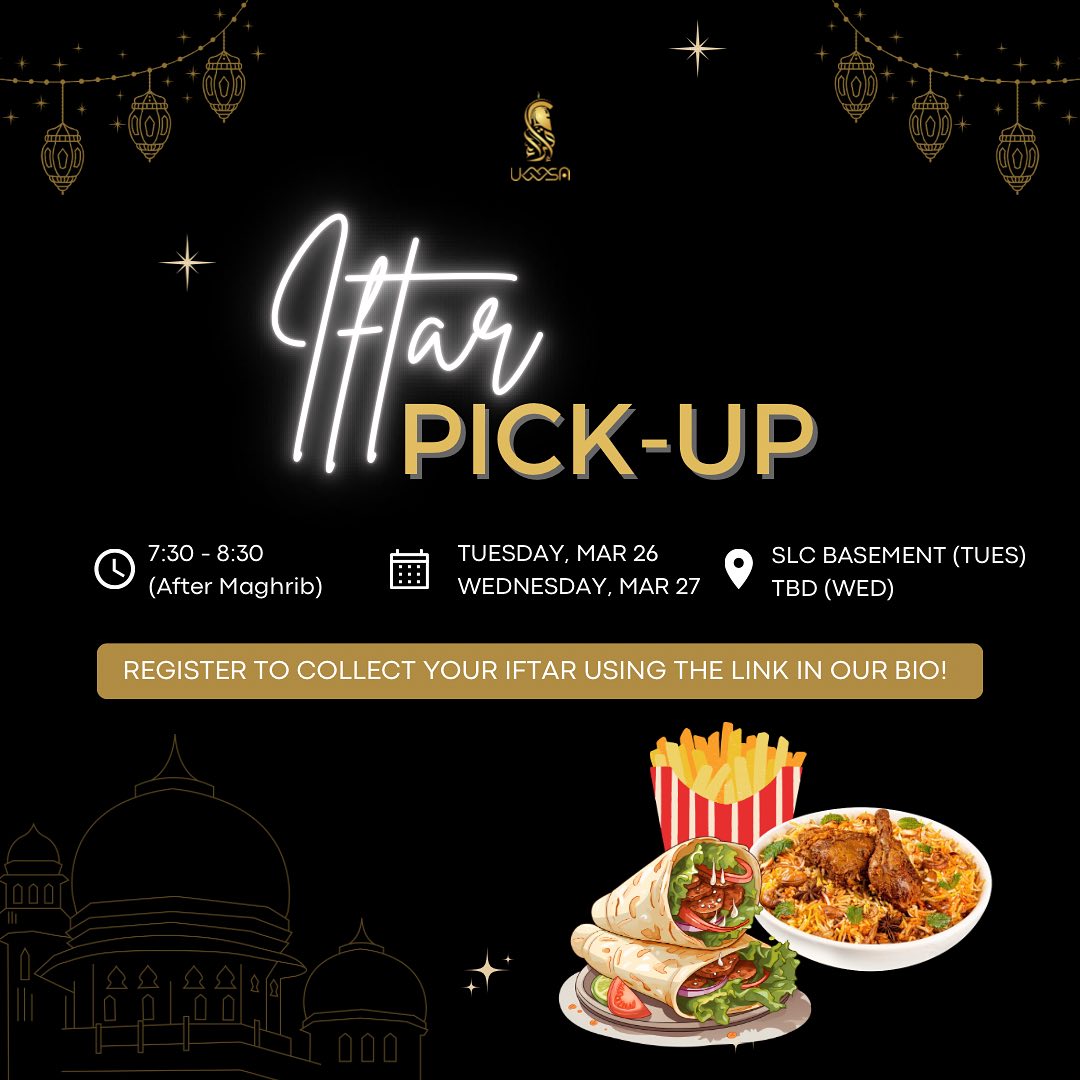 Iftar
PICK-UP
7:30 - 8:30
(After Maghrib)
TUESDAY, MAR 26
WEDNESDAY, MAR 27
SLC BASEMENT (TUES)
TBD (WED)
REGISTER TO COLLECT YOUR IFTAR USING THE LINK IN OUR BIO!